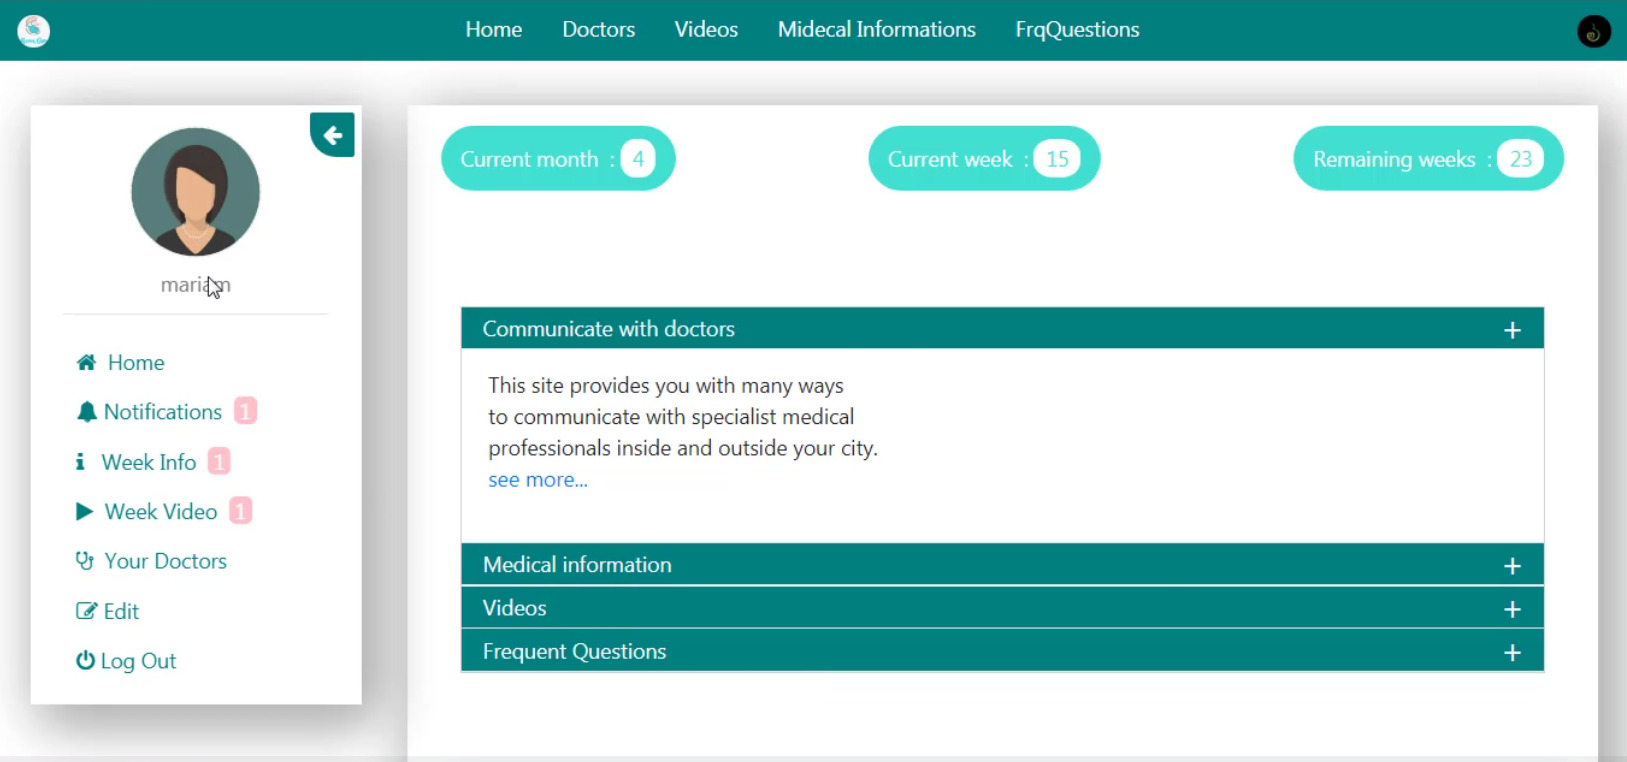 Home Doctors Videos Midecal Informations FrqQuestions
mariam
Home
Notifications 1
Week Info 1
Week Video 1
Your Doctors
Edit
Log Out
Current month : 4
Current week : 15
Remaining weeks : 23
Communicate with doctors +
This site provides you with many ways
to communicate with specialist medical
professionals inside and outside your city.
see more...
Medical information +
Videos +
Frequent Questions +